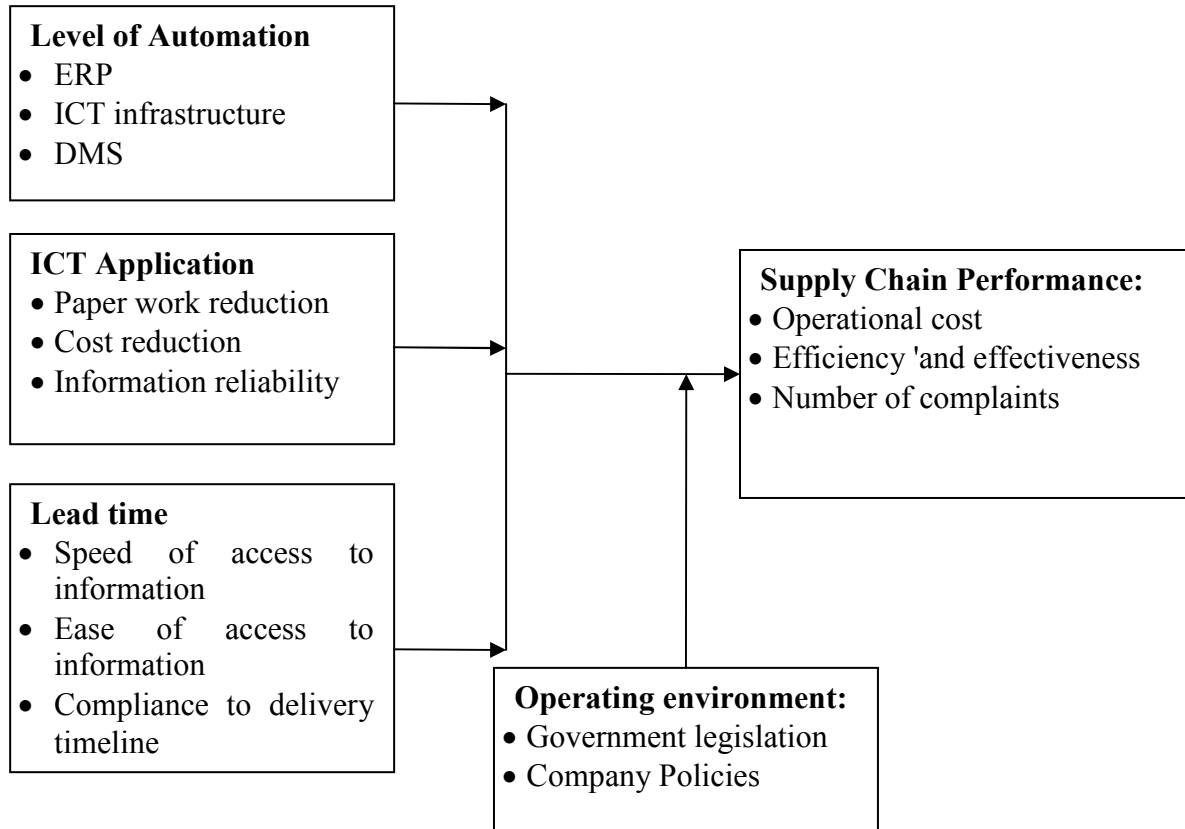 Level of Automation
• ERP
• ICT infrastructure
• DMS
ICT Application
• Paper work reduction
• Cost reduction
• Information reliability
Lead time
• Speed of access to
information
• Ease of access to
information
• Compliance to delivery
timeline
Operating environment:
• Government legislation
• Company Policies
Supply Chain Performance:
• Operational cost
• Efficiency 'and effectiveness
• Number of complaints